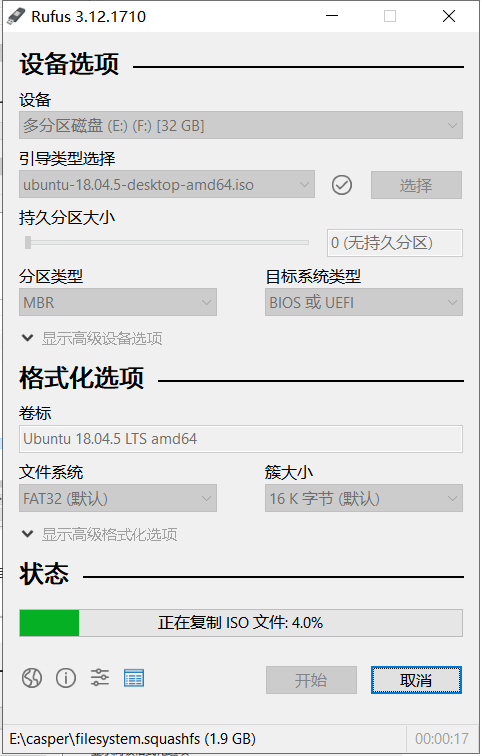 Rufus 3.12.1710
设备选项
设备
多分区磁盘 (E:) (F:) [32 GB]
引导类型选择
ubuntu-18.04.5-desktop-amd64.iso
选择
持久分区大小
0 (无持久分区)
分区类型
目标系统类型
MBR
BIOS 或 UEFI
显示高级设备选项
格式化选项
卷标
Ubuntu 18.04.5 LTS amd64
文件系统
簇大小
FAT32 (默认)
16 K 字节 (默认)
显示高级格式化选项
状态
正在复制 ISO 文件: 4.0%
开始
取消
E:\casper\filesystem.squashfs (1.9 GB)
00:00:17